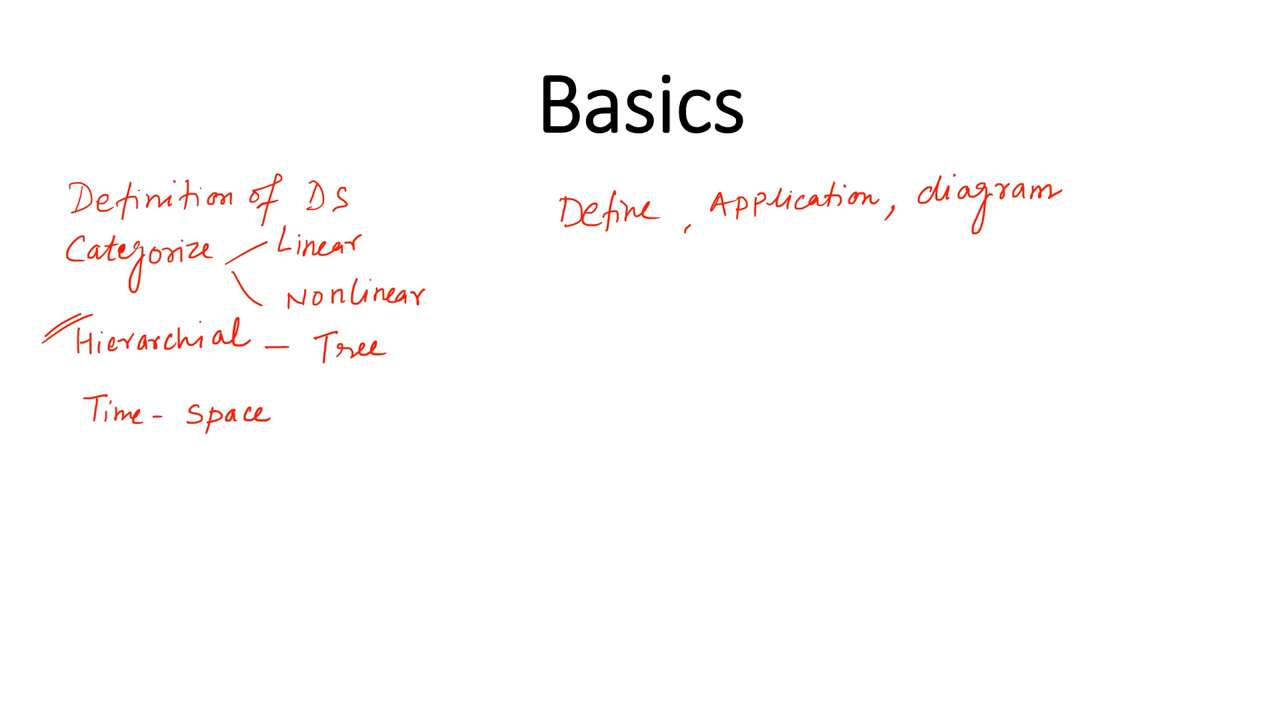 Basics
Definition of DS
Categorize Linear
Nonlinear
Hierarchial - Tree
Time - Space
Define, Application, diagram